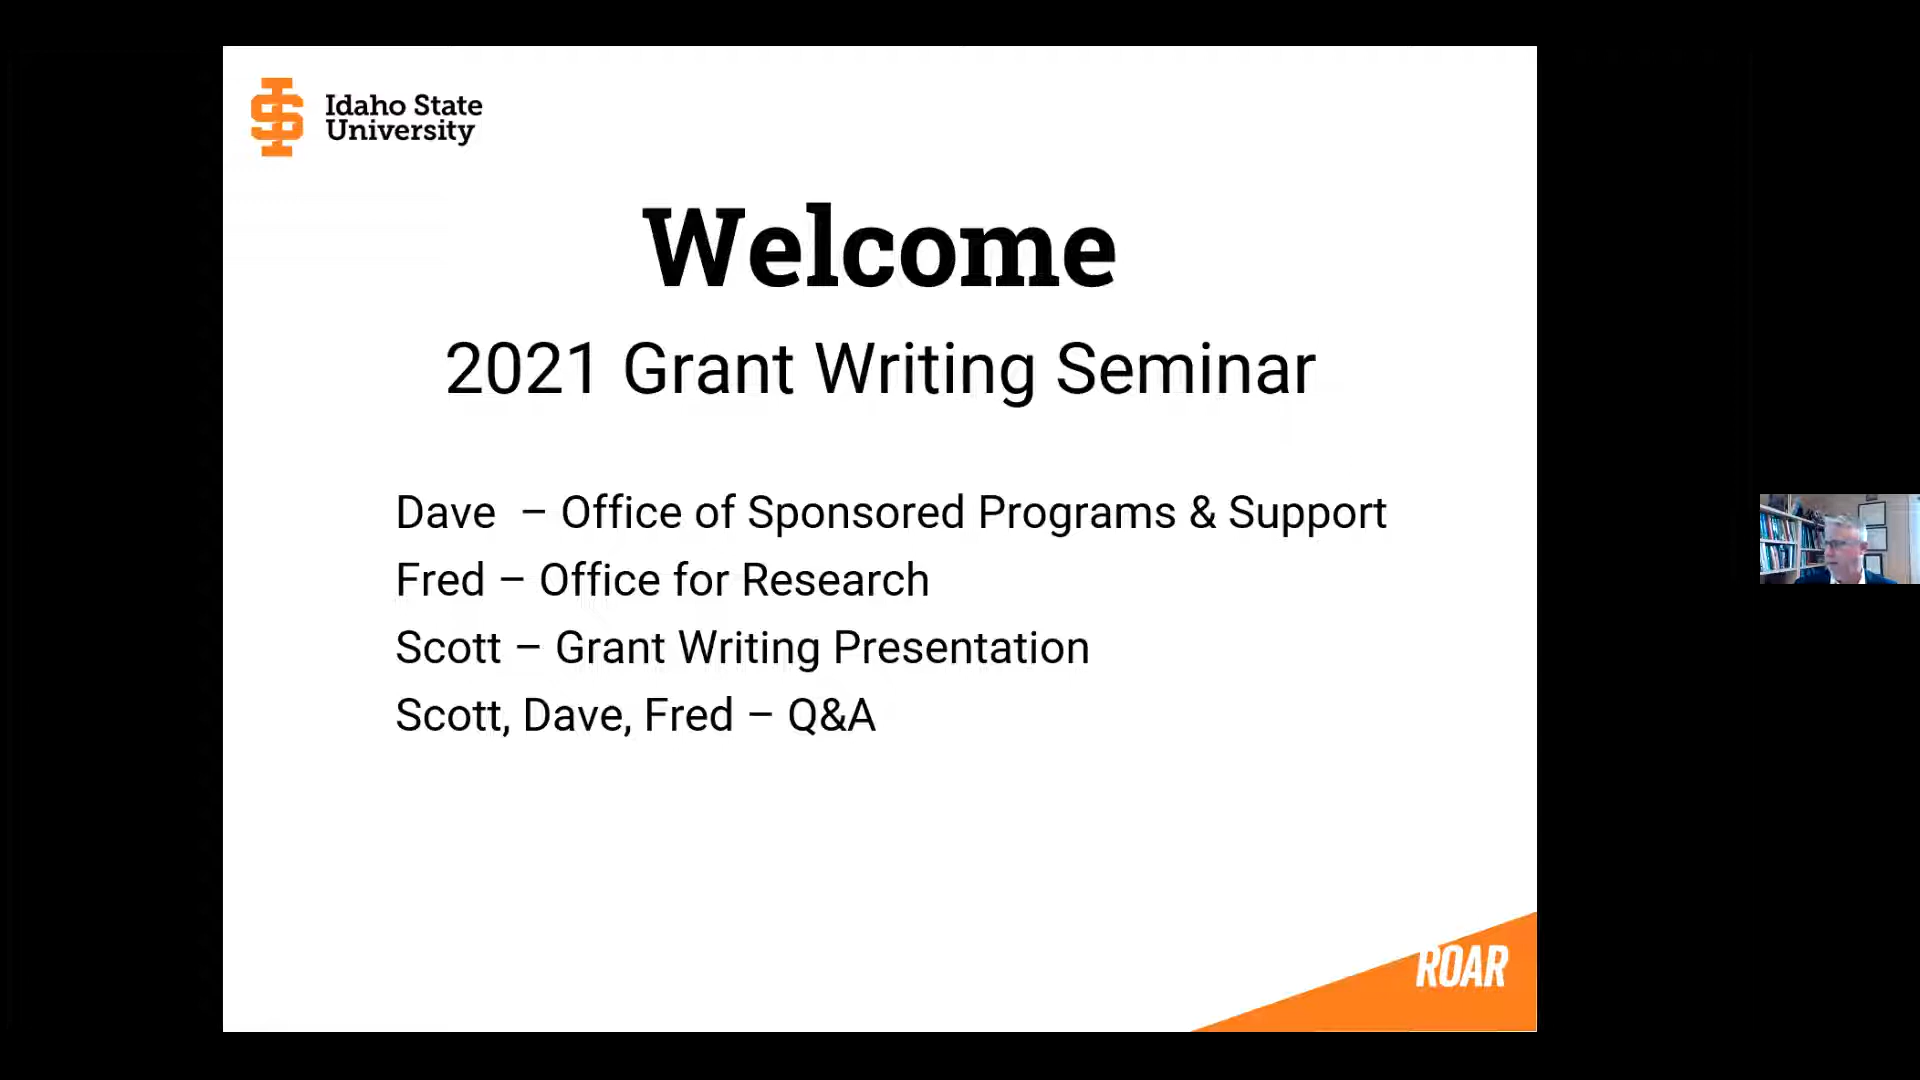 Idaho State
University
Welcome
2021 Grant Writing Seminar
Dave – Office of Sponsored Programs & Support
Fred – Office for Research
Scott – Grant Writing Presentation
Scott, Dave, Fred – Q&A
ROAR